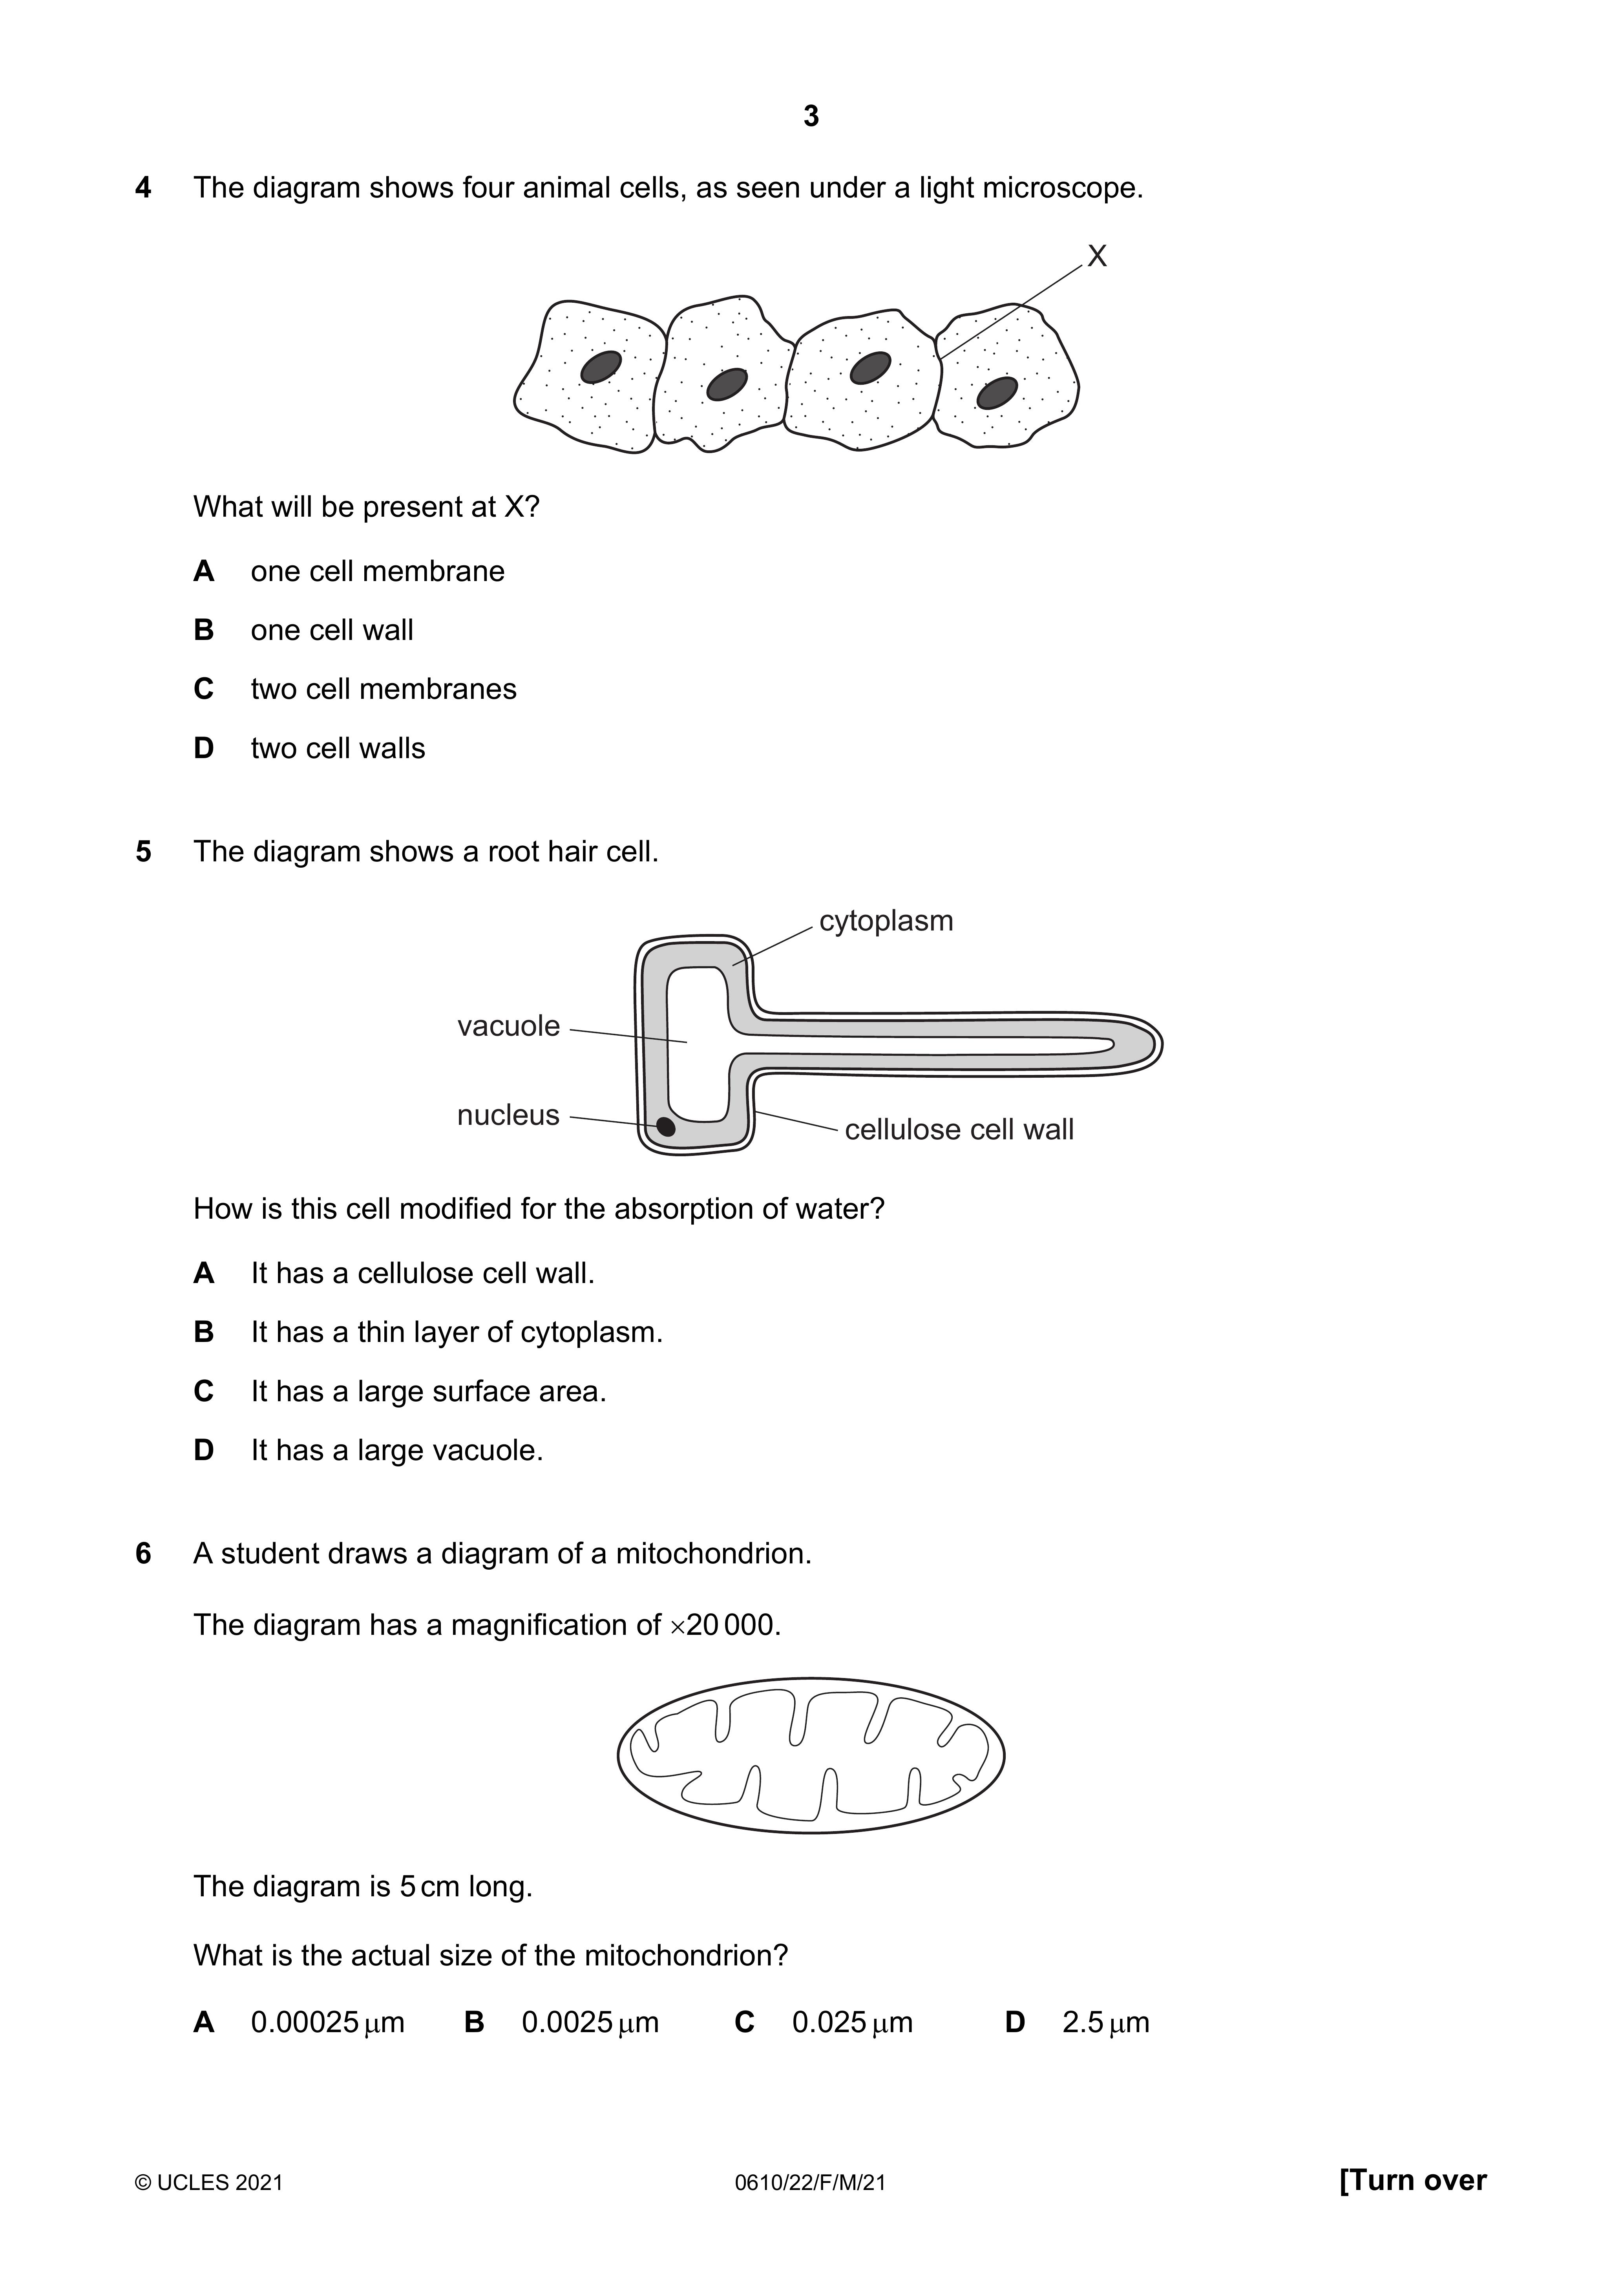 3
4 The diagram shows four animal cells, as seen under a light microscope.
X
What will be present at X?
A one cell membrane
B one cell wall
C two cell membranes
D two cell walls
5 The diagram shows a root hair cell.
cytoplasm
vacuole
nucleus
cellulose cell wall
How is this cell modified for the absorption of water?
A It has a cellulose cell wall.
B It has a thin layer of cytoplasm.
C It has a large surface area.
D It has a large vacuole.
6 A student draws a diagram of a mitochondrion.
The diagram has a magnification of ×20 000.
The diagram is 5 cm long.
What is the actual size of the mitochondrion?
A 0.00025 μm B 0.0025 μm C 0.025 μm D 2.5 μm
© UCLES 2021 0610/22/F/M/21 [Turn over